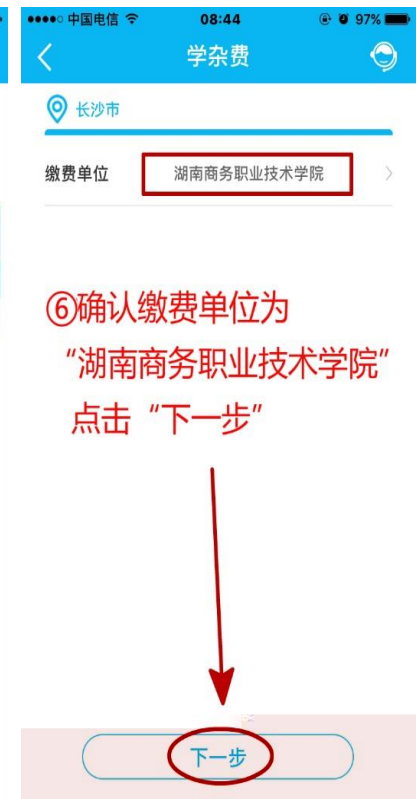 中国电信 08:44 97%
学杂费
长沙市
缴费单位 湖南商务职业技术学院
⑥确认缴费单位为
“湖南商务职业技术学院”
点击“下一步”
下一步